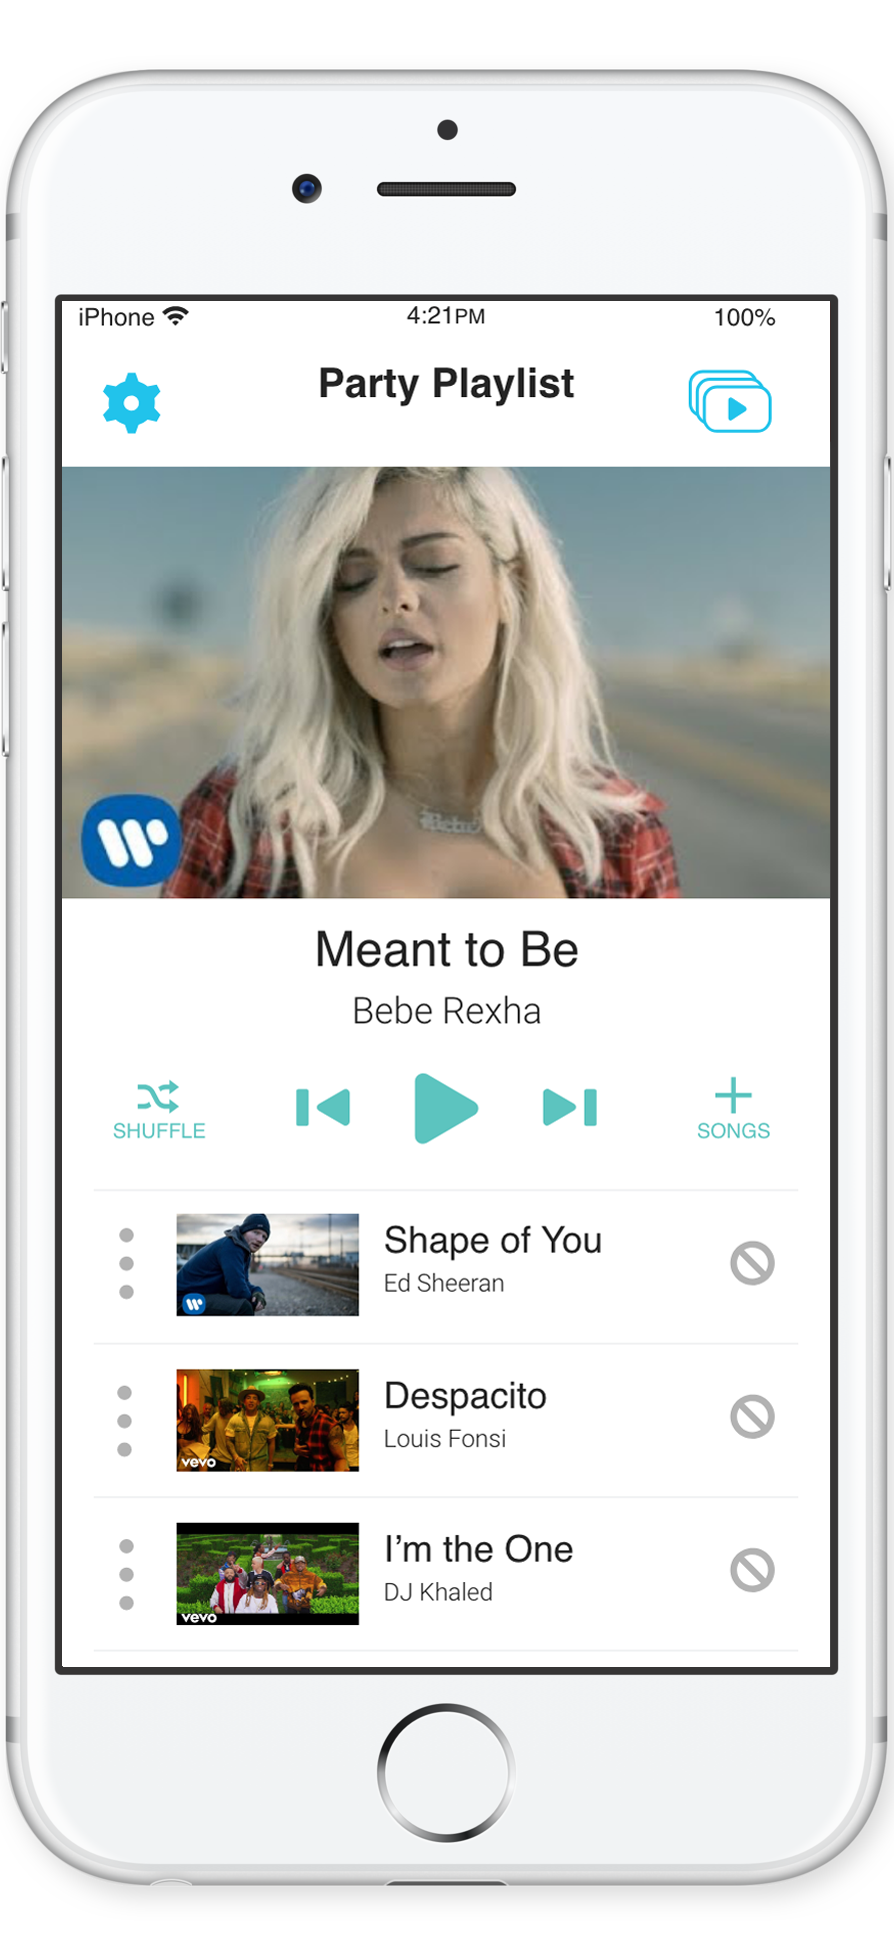 iPhone 4:21PM 100%
Party Playlist
Meant to Be
Bebe Rexha
SHUFFLE
SONGS
Shape of You
Ed Sheeran
Despacito
Louis Fonsi
vevo
I'm the One
DJ Khaled
vevo